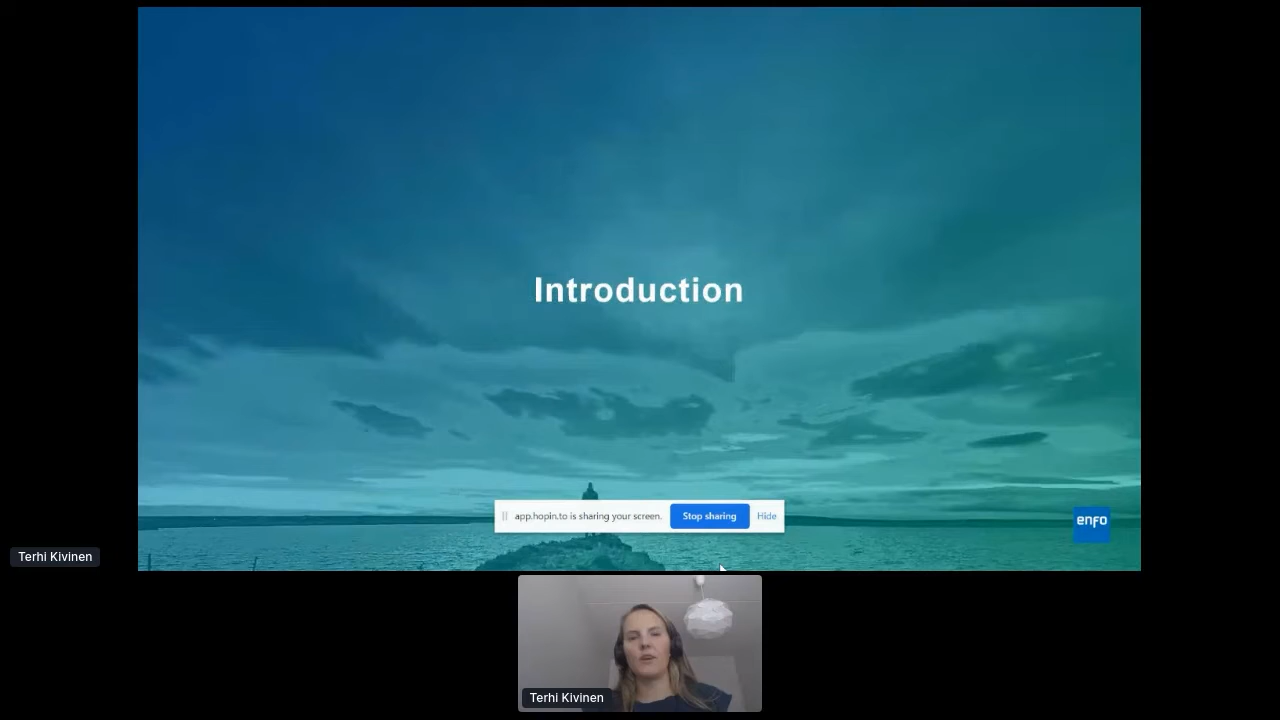 Introduction
app.hopin.to is sharing your screen.
Stop sharing
Hide
enfo
Terhi Kivinen
Terhi Kivinen